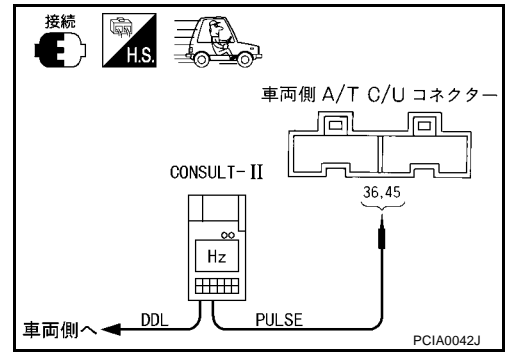 接続
H.S.
車両側 A/T C/U コネクター
CONSULT-Ⅱ
36,45
Hz
車両側へ
DDL
PULSE
PCIA0042J